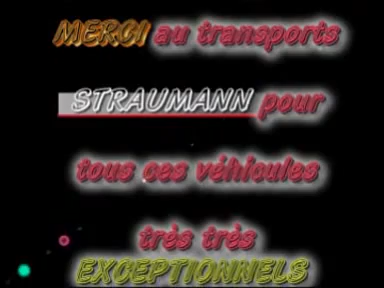 MERCI au transports
STRAUMANN pour
tous ces véhicules
très très
EXCEPTIONNELS